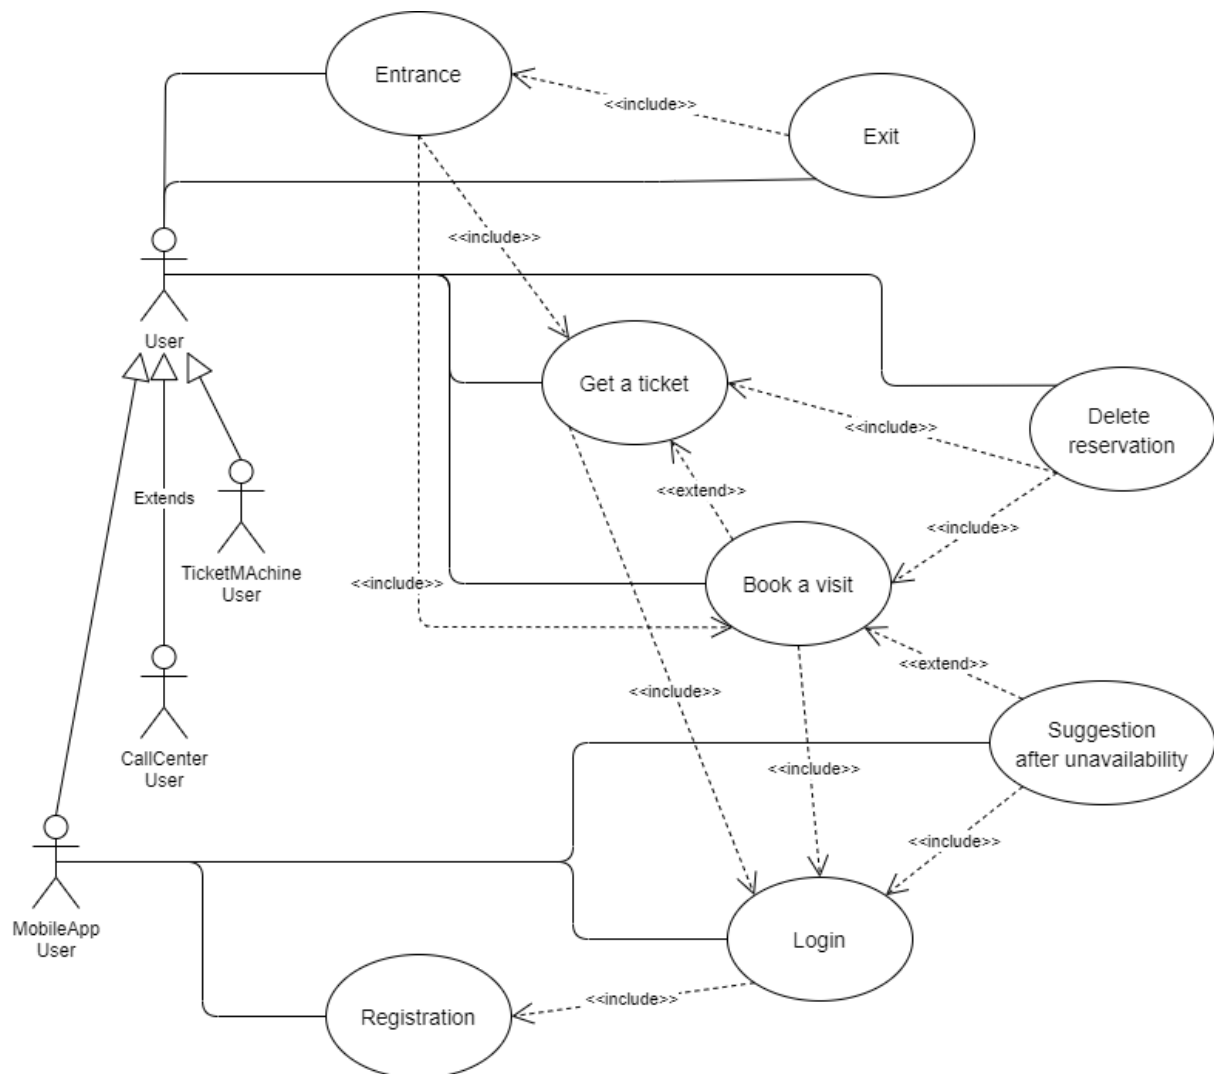 Entrance
<<include>>
Exit
<<include>>
User
Get a ticket
Delete
reservation
<<include>>
Extends
<<extend>>
<<include>>
TicketMAchine
User
<<include>>
Book a visit
<<extend>>
<<include>>
Suggestion
after unavailability
CallCenter
User
<<include>>
<<include>>
MobileApp
User
Login
<<include>>
Registration